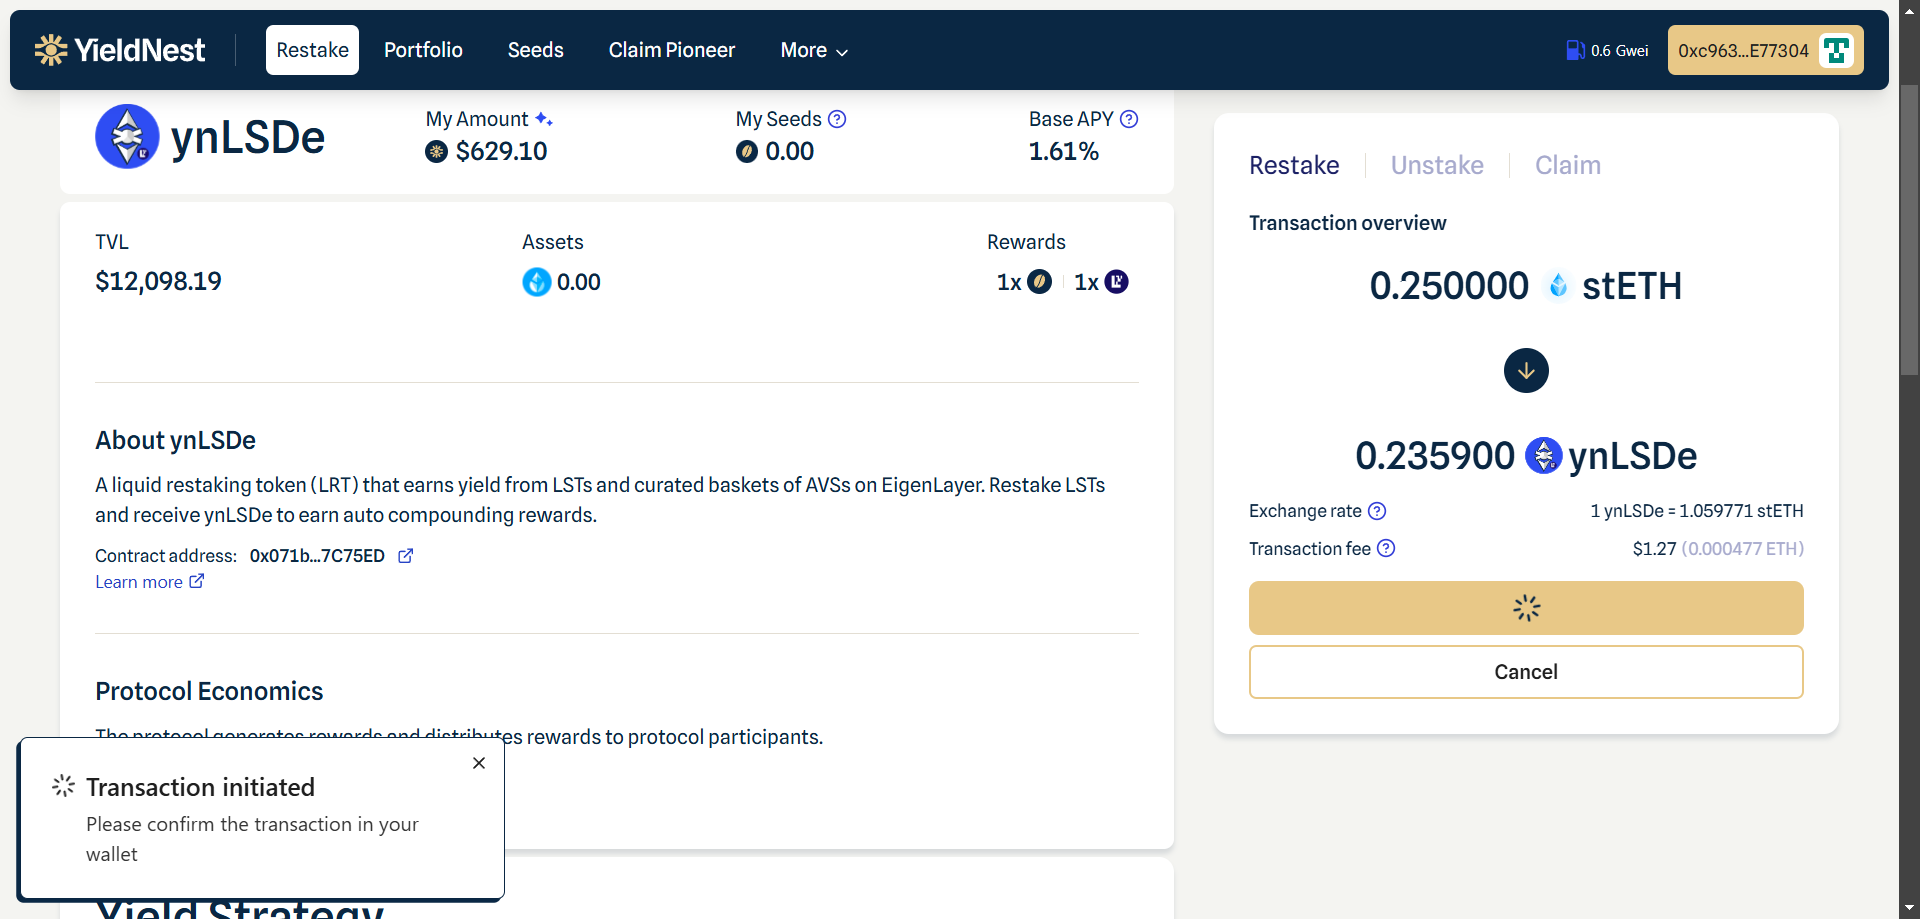 YieldNest
Restake
Portfolio
Seeds
Claim Pioneer
More
0.6 Gwei
0xc963...E77304
ynLSDe
My Amount
$629.10
My Seeds
0.00
Base APY
1.61%
TVL
$12,098.19
Assets
0.00
Rewards
1x
1x
About ynLSDe
A liquid restaking token (LRT) that earns yield from LSTs and curated baskets of AVSs on EigenLayer. Restake LSTs
and receive ynLSDe to earn auto compounding rewards.
Contract address: 0x071b...7C75ED
Learn more
Protocol Economics
The protocol generates rewards and distributes rewards to protocol participants.
Yield Strategy
Restake
Unstake
Claim
Transaction overview
0.250000 stETH
0.235900 ynLSDe
Exchange rate
1 ynLSDe = 1.059771 stETH
Transaction fee
$1.27 (0.000477 ETH)
Cancel
Transaction initiated
Please confirm the transaction in your
wallet